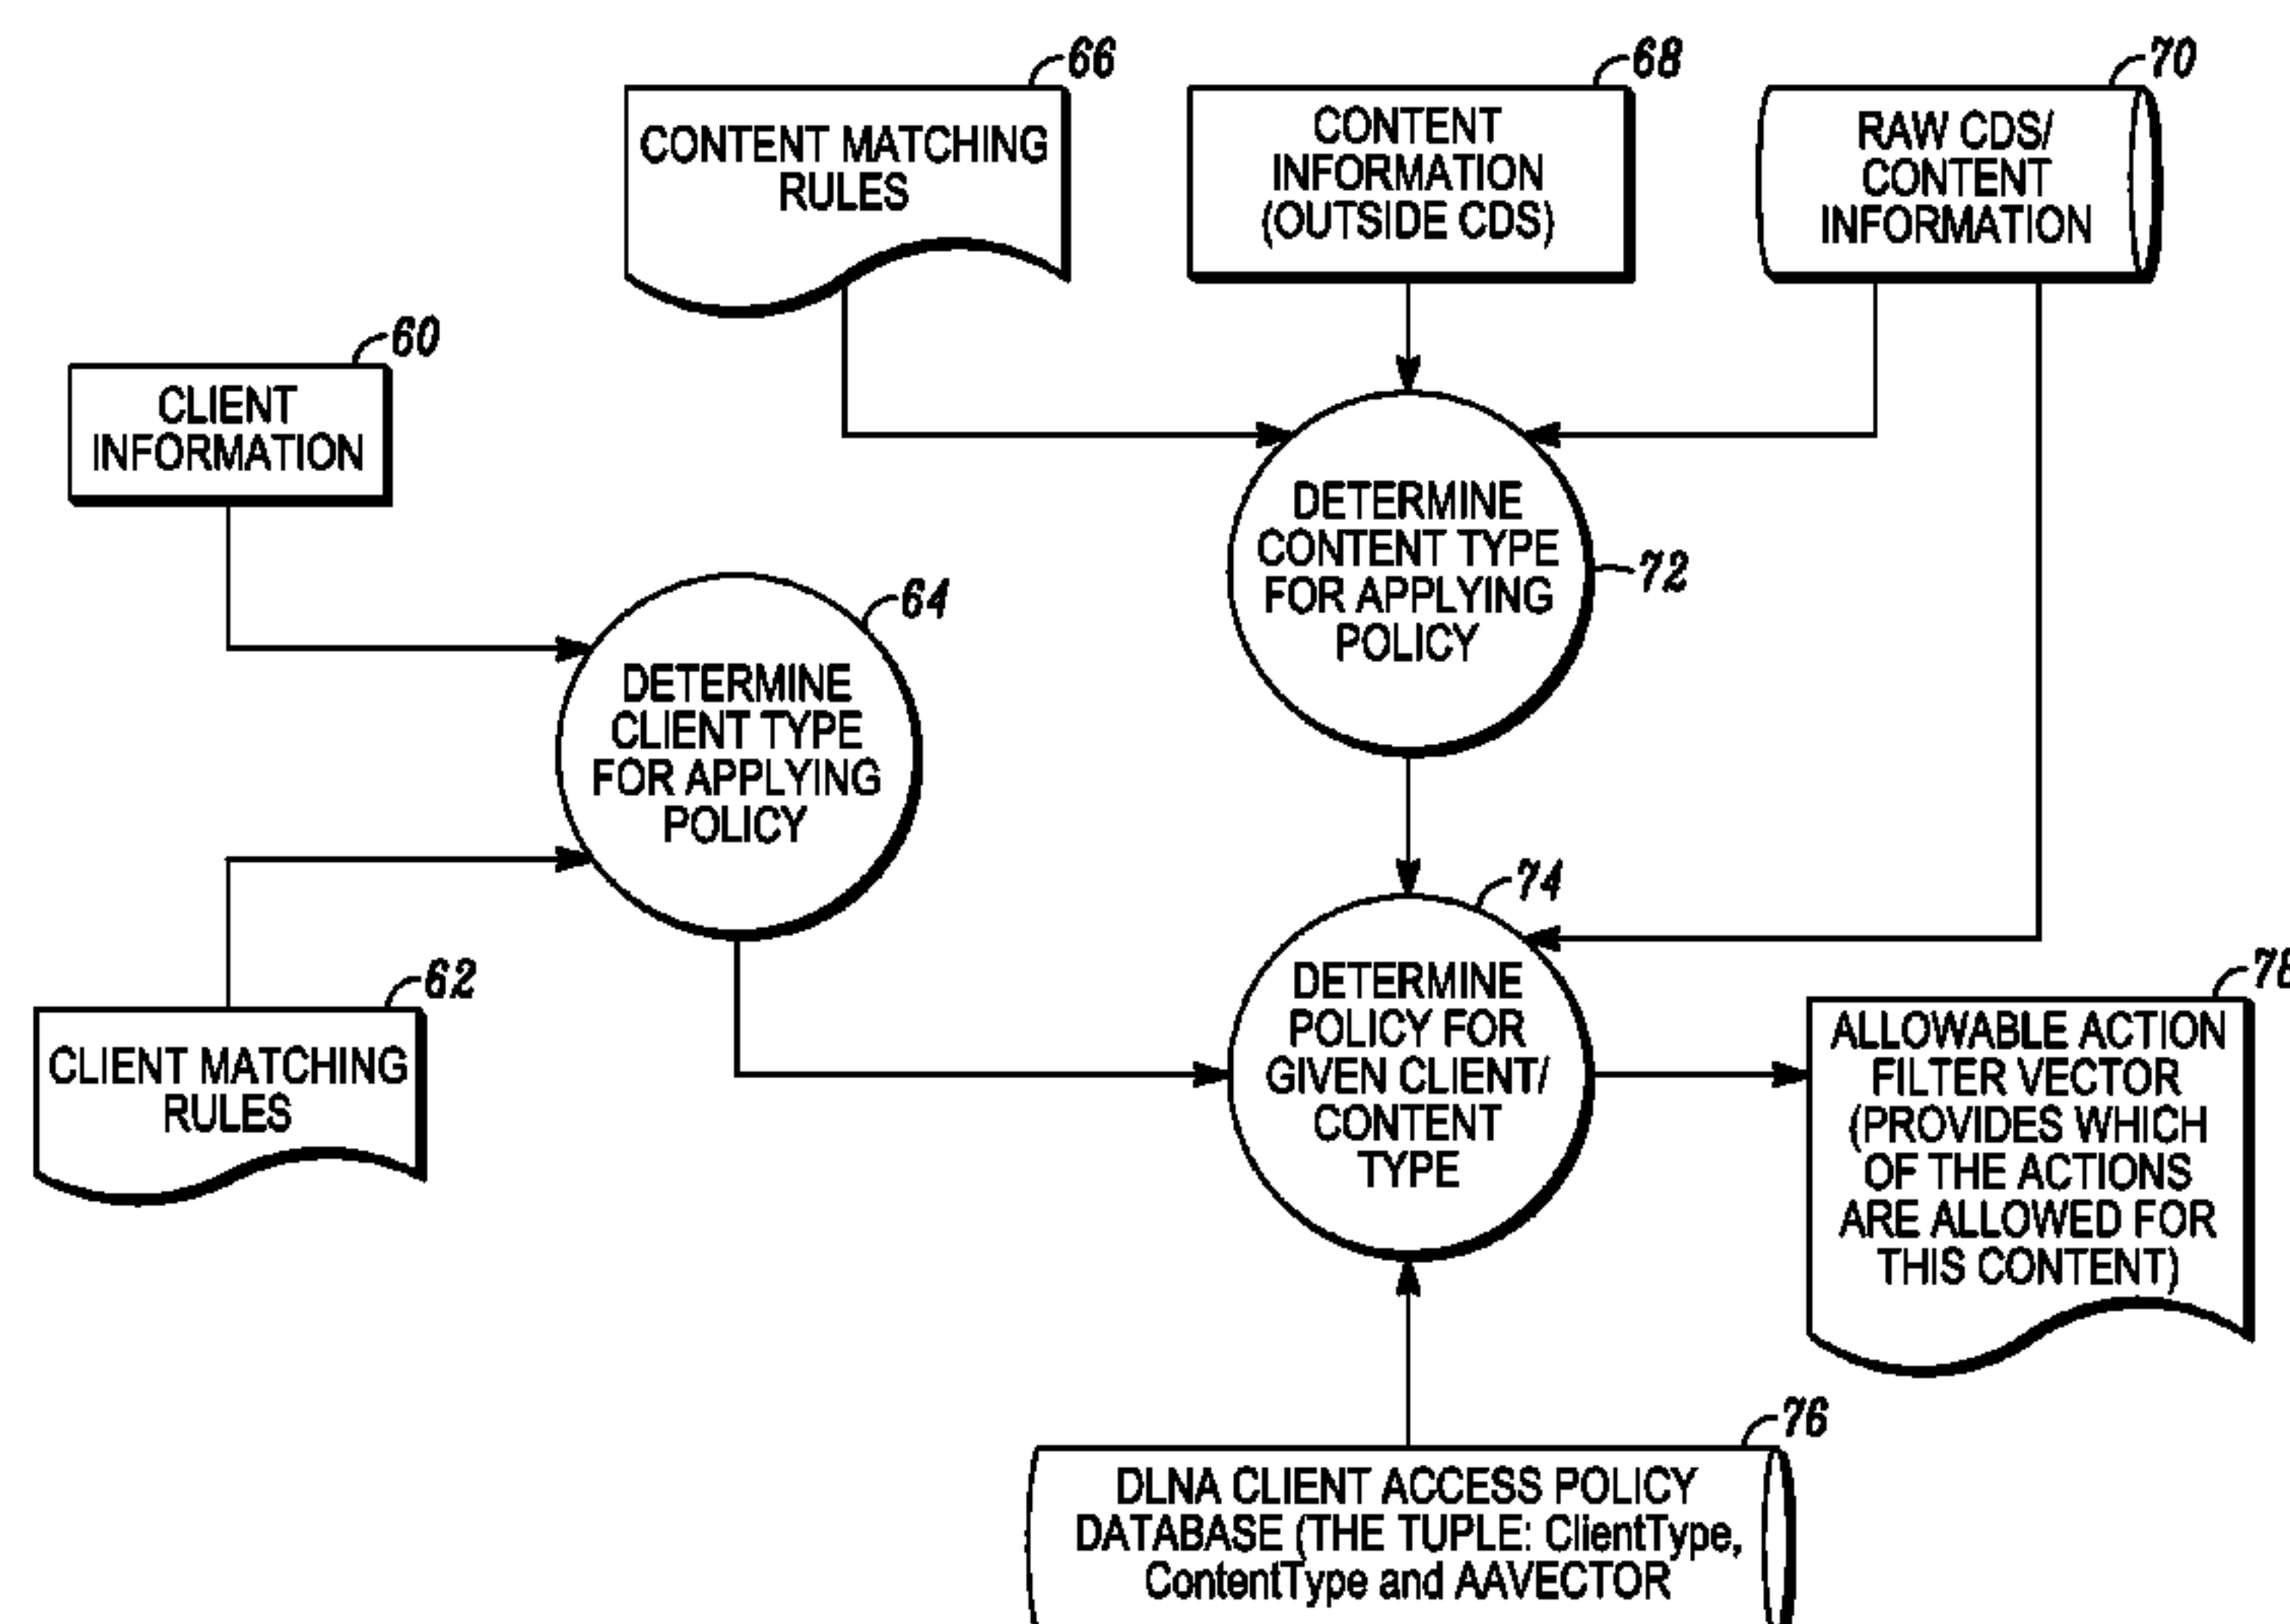 66
CONTENT MATCHING
RULES
68
CONTENT
INFORMATION
(OUTSIDE CDS)
70
RAW CDS/
CONTENT
INFORMATION
60
CLIENT
INFORMATION
64
DETERMINE
CLIENT TYPE
FOR APPLYING
POLICY
72
DETERMINE
CONTENT TYPE
FOR APPLYING
POLICY
62
CLIENT MATCHING
RULES
74
DETERMINE
POLICY FOR
GIVEN CLIENT/
CONTENT
TYPE
78
ALLOWABLE ACTION
FILTER VECTOR
(PROVIDES WHICH
OF THE ACTIONS
ARE ALLOWED FOR
THIS CONTENT)
76
DLNA CLIENT ACCESS POLICY
DATABASE (THE TUPLE: ClientType,
ContentType and AAVECTOR